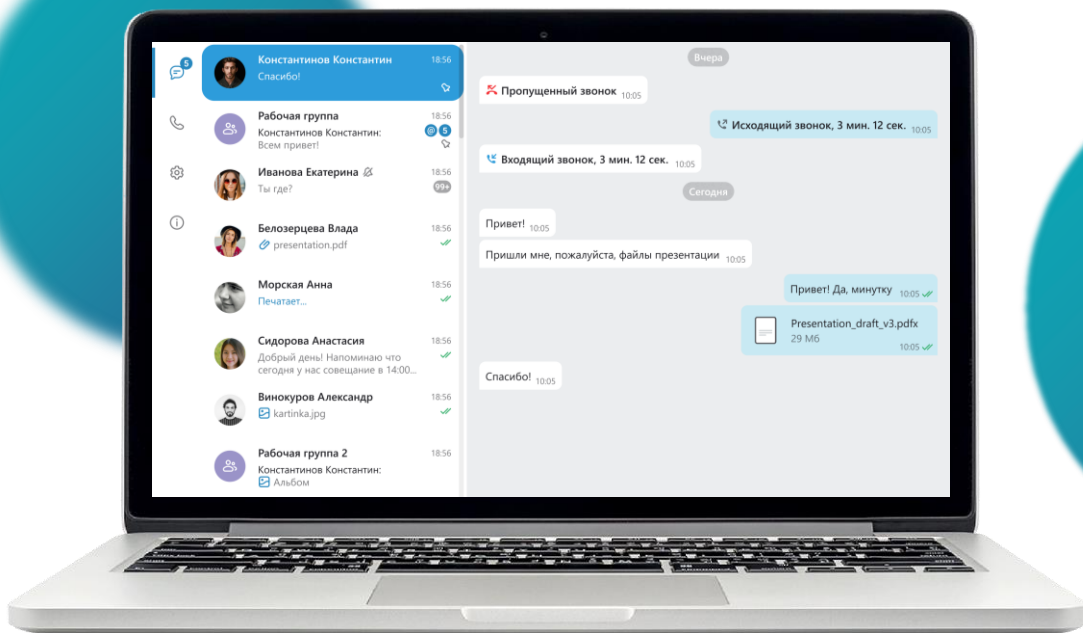 5
Константинов Константин 18:56
Спасибо!
Рабочая группа 18:56
Константинов Константин: @ 5
Всем привет!
Иванова Екатерина 18:56
Ты где? 99+
Белозерцева Влада 18:56
presentation.pdf
Морская Анна 18:56
Печатает...
Сидорова Анастасия 18:56
Добрый день! Напоминаю что
сегодня у нас совещание в 14:00...
Винокуров Александр 18:56
kartinka.jpg
Рабочая группа 2 18:56
Константинов Константин:
Альбом
Вчера
Пропущенный звонок 10:05
Исходящий звонок, 3 мин. 12 сек. 10:05
Входящий звонок, 3 мин. 12 сек. 10:05
Сегодня
Привет! 10:05
Пришли мне, пожалуйста, файлы презентации 10:05
Привет! Да, минутку 10:05
Presentation_draft_v3.pdfx
29 Мб
10:05
Спасибо! 10:05